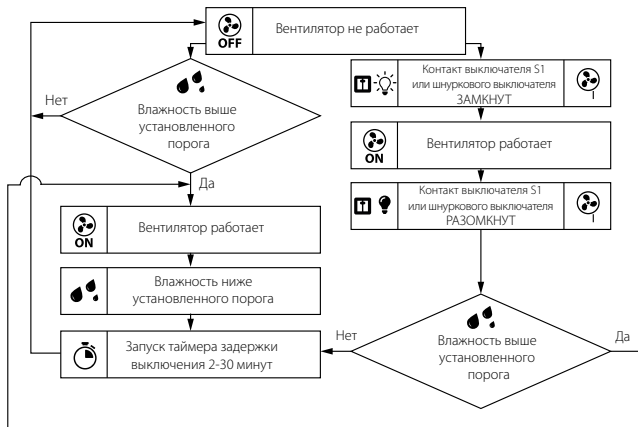 OFF
Вентилятор не работает
Нет
Влажность выше
установленного
порога
Да
Контакт выключателя S1
или шнуркового выключателя
ЗАМКНУТ
ON
Вентилятор работает
Контакт выключателя S1
или шнуркового выключателя
РАЗОМКНУТ
ON
Вентилятор работает
Влажность ниже
установленного порога
Запуск таймера задержки
выключения 2-30 минут
Нет
Влажность выше
установленного
порога
Да